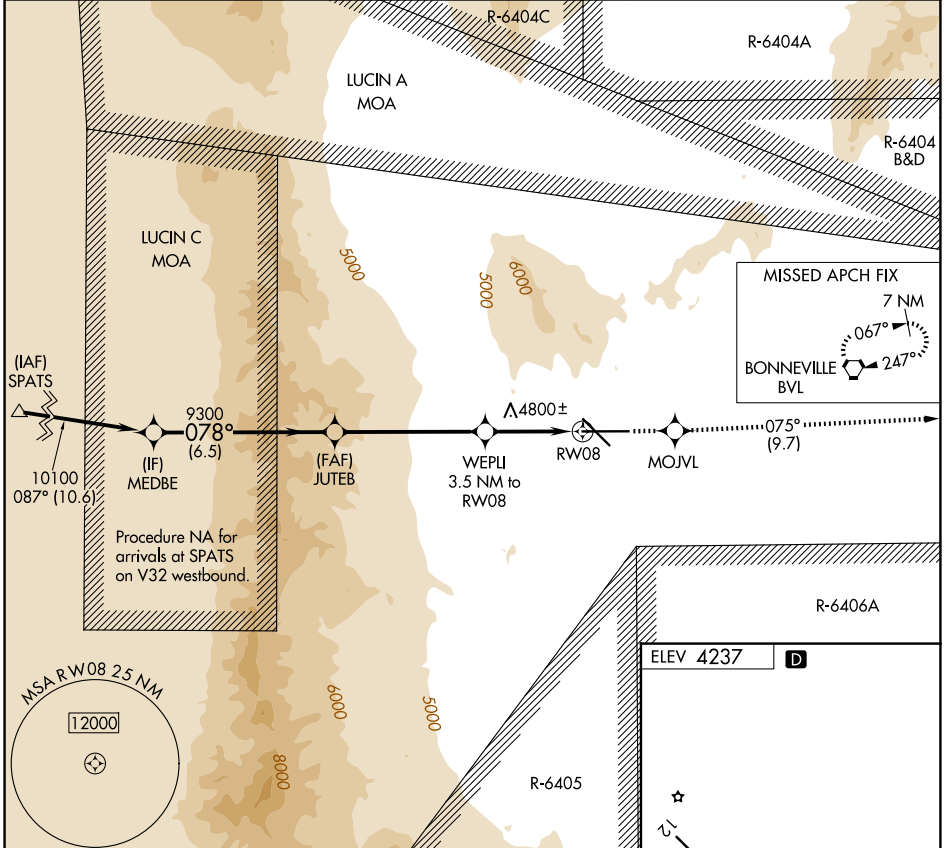 R-6404C
R-6404A
LUCIN A
MOA
R-6404
B&D
LUCIN C
MOA
5000
5000
6000
MISSED APCH FIX
7 NM
067°
247°
BONNEVILLE
BVL
(IAF)
SPATS
10100
087° (10.6)
(IF)
MEDBE
9300
078°
(6.5)
(FAF)
JUTEB
WEPLI
3.5 NM to
RW08
4800±
RW08
MOJVL
075°
(9.7)
Procedure NA for
arrivals at SPATS
on V32 westbound.
R-6406A
ELEV 4237 D
MSA RW08 25 NM
12000
6000
5000
8000
R-6405
12